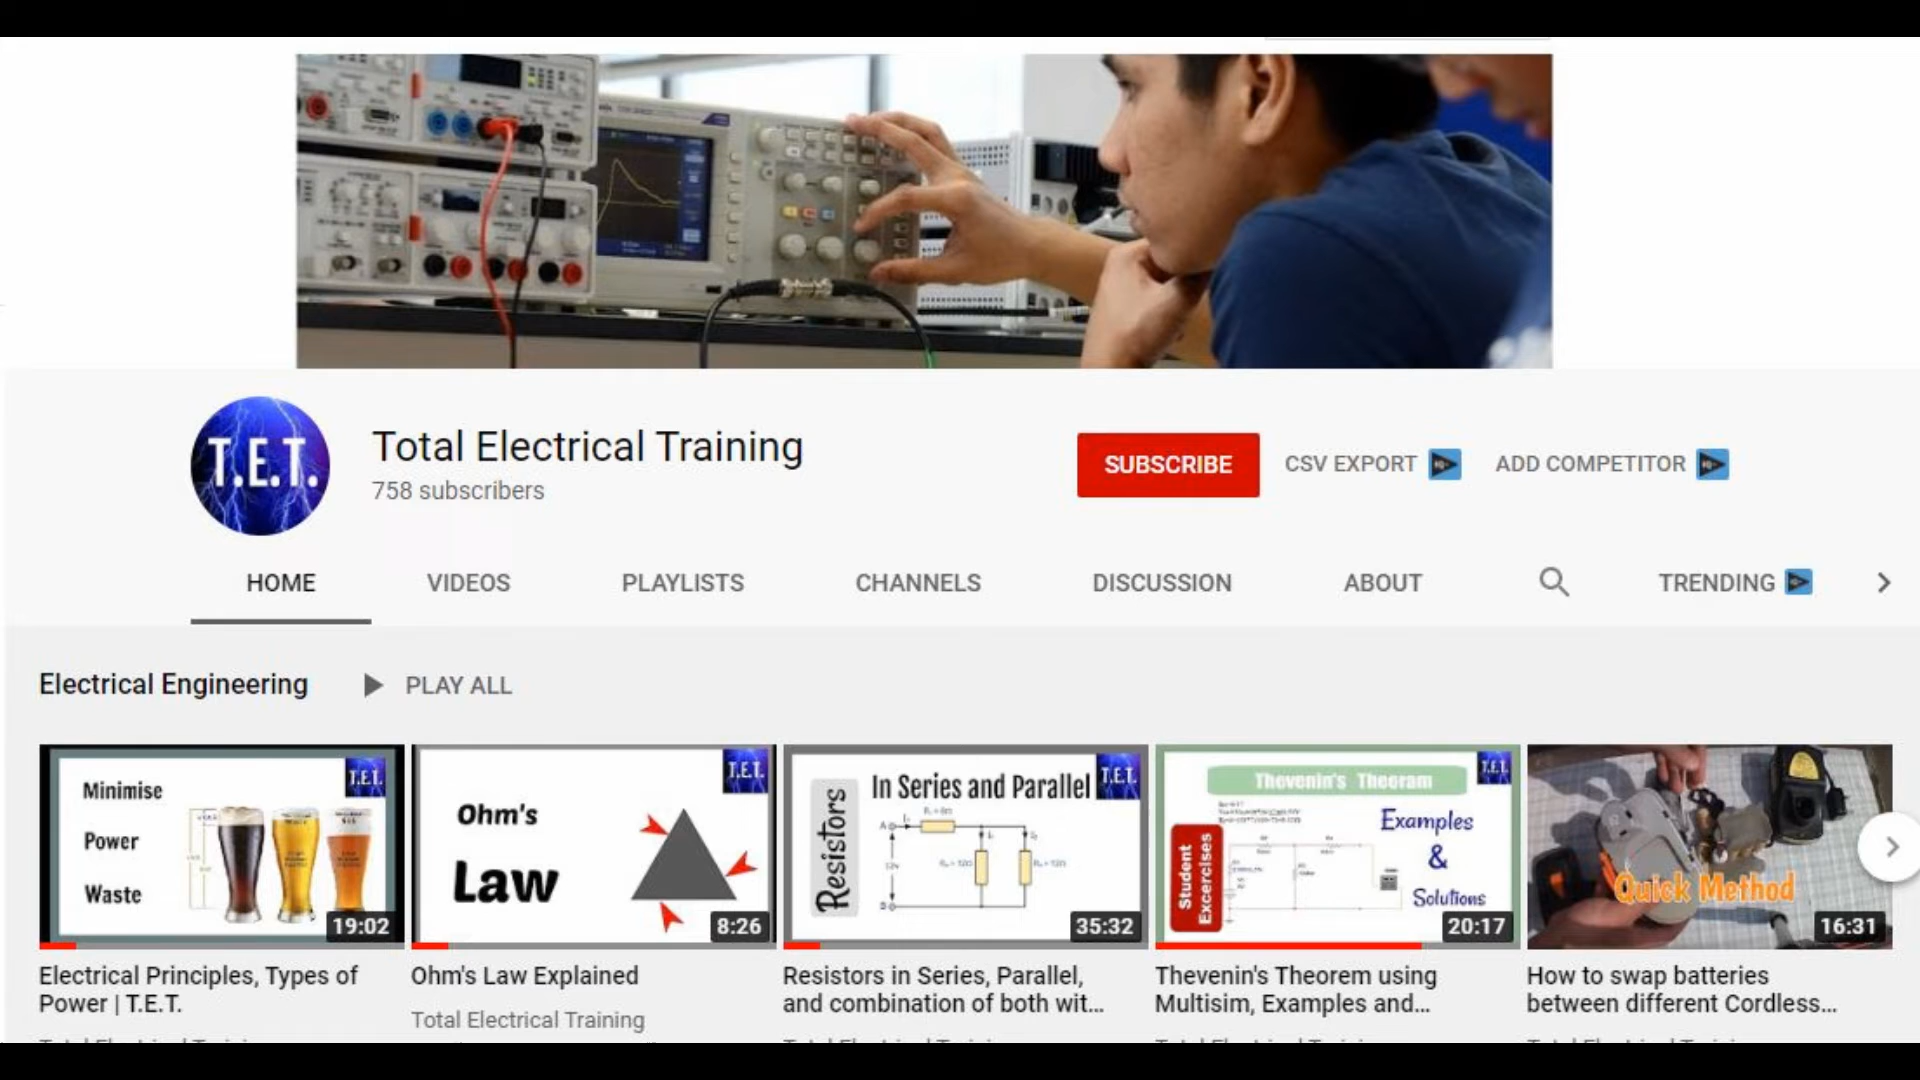 T.E.T.
Total Electrical Training
758 subscribers
SUBSCRIBE
CSV EXPORT
ADD COMPETITOR
HOME
VIDEOS
PLAYLISTS
CHANNELS
DISCUSSION
ABOUT
TRENDING
Electrical Engineering
PLAY ALL
Minimise
Power
Waste
T.E.T.
19:02
Ohm's
Law
T.E.T.
8:26
Resistors
In Series and Parallel
T.E.T.
35:32
Thevenin's Theoram
T.E.T.
Student
Excercises
Examples
&
Solutions
20:17
Quick Method
16:31
Electrical Principles, Types of
Power | T.E.T.
Ohm's Law Explained
Total Electrical Training
Resistors in Series, Parallel,
and combination of both wit...
Thevenin's Theorem using
Multisim, Examples and...
How to swap batteries
between different Cordless...